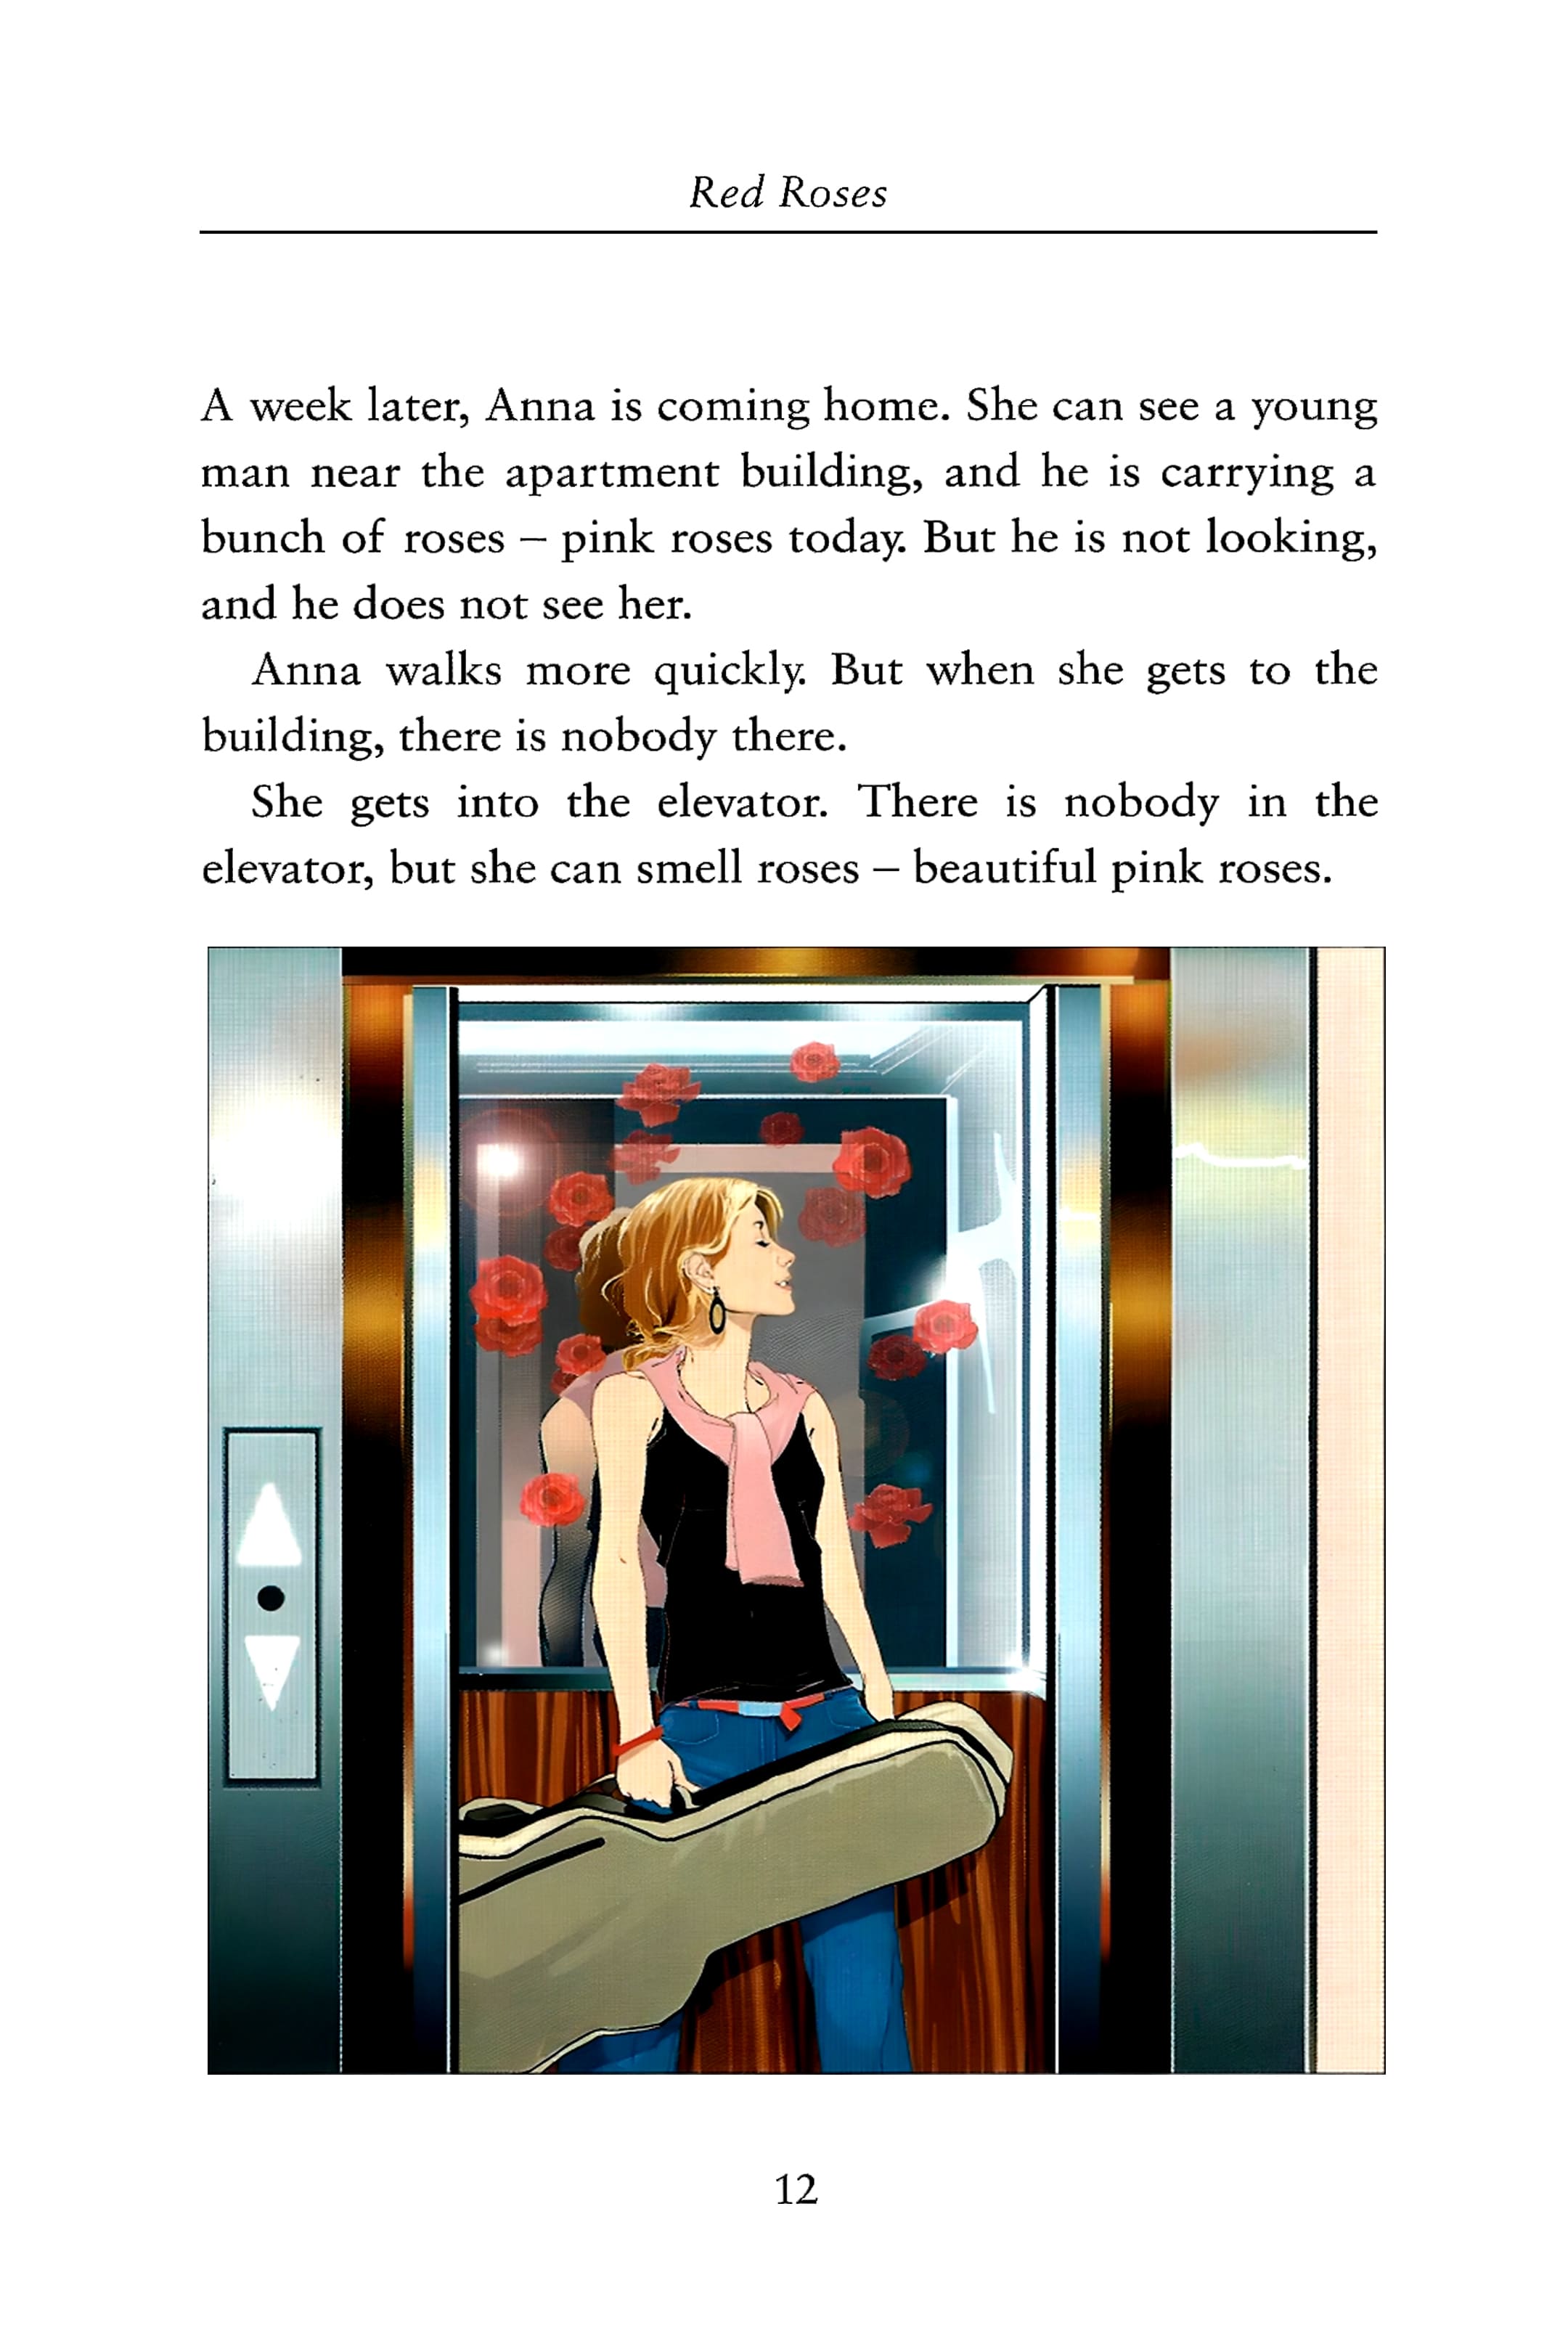 Red Roses
A week later, Anna is coming home. She can see a young
man near the apartment building, and he is carrying a
bunch of roses – pink roses today. But he is not looking,
and he does not see her.
Anna walks more quickly. But when she gets to the
building, there is nobody there.
She gets into the elevator. There is nobody in the
elevator, but she can smell roses – beautiful pink roses.
12